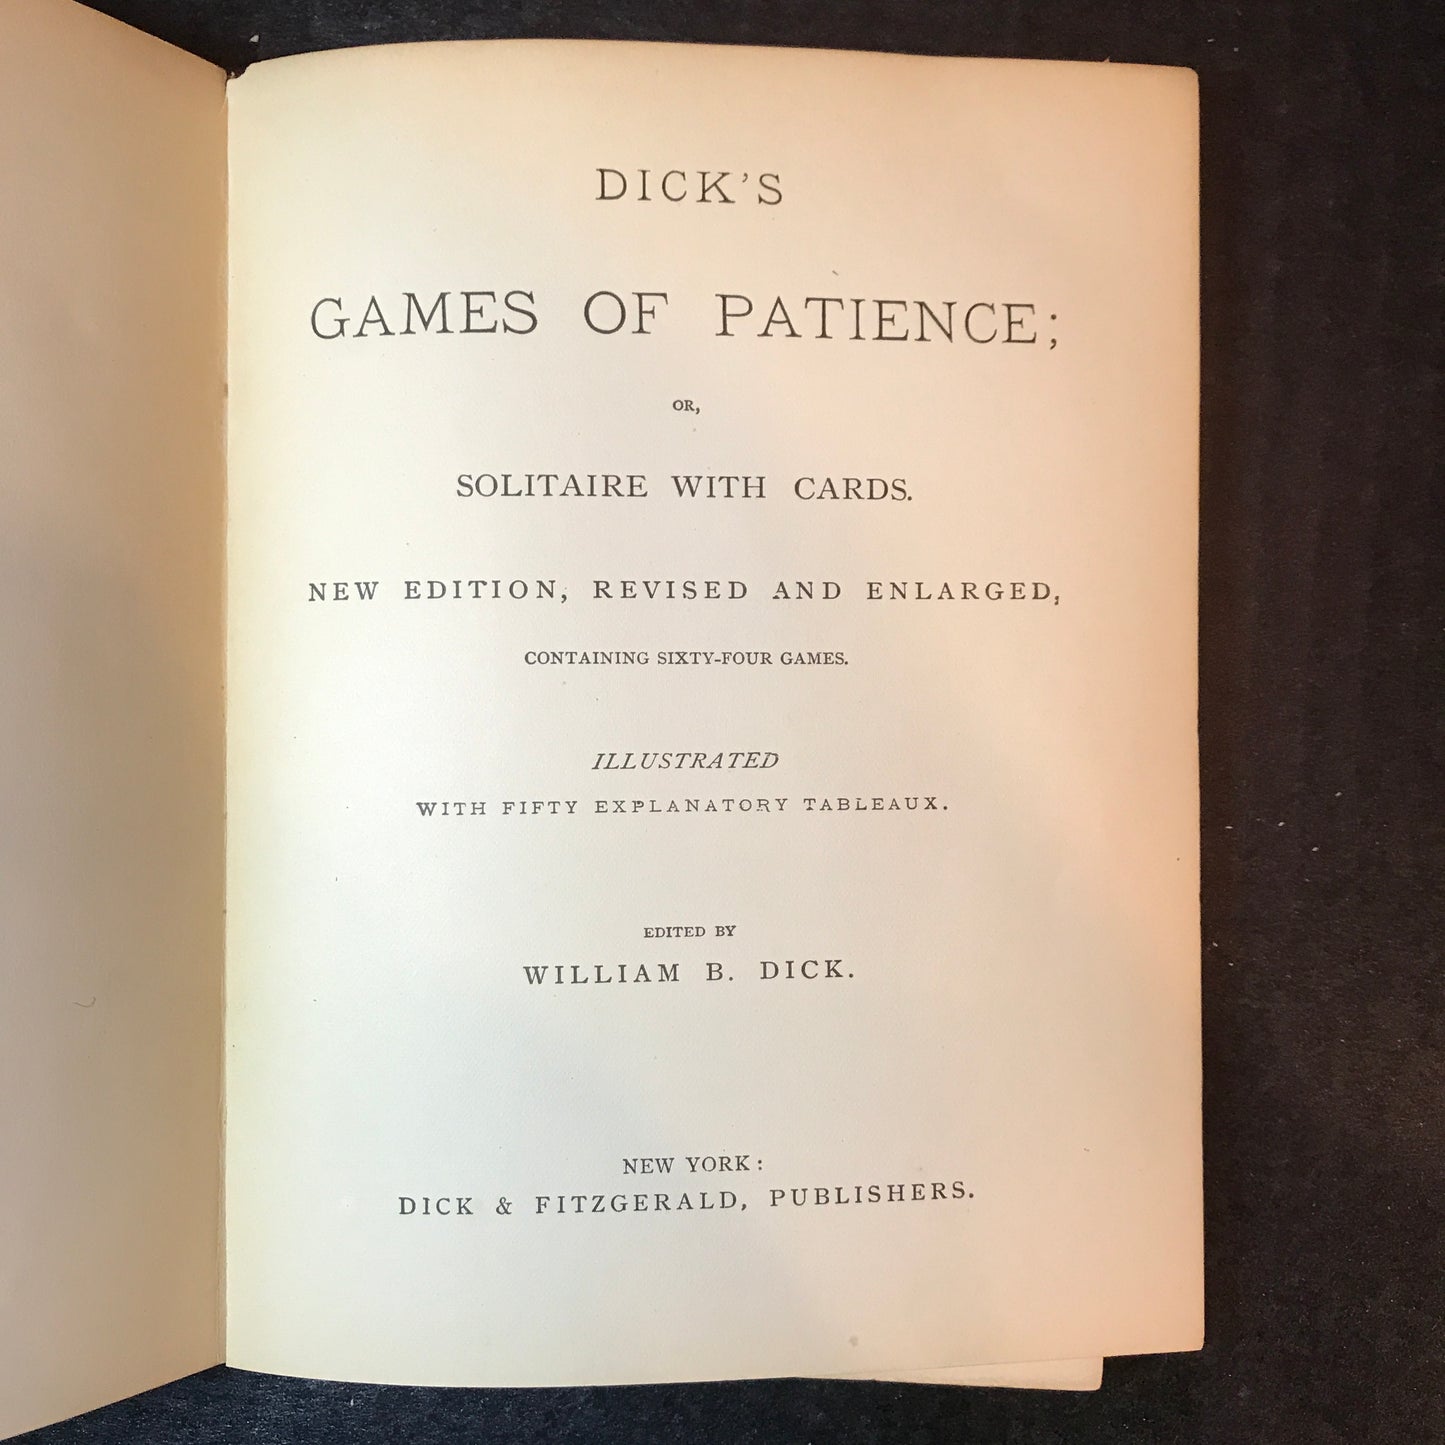 DICK'S
GAMES OF PATIENCE;
OR,
SOLITAIRE WITH CARDS.
NEW EDITION, REVISED AND ENLARGED,
CONTAINING SIXTY-FOUR GAMES.
ILLUSTRATED
WITH FIFTY EXPLANATORY TABLEAUX.
EDITED BY
WILLIAM B. DICK.
NEW YORK:
DICK & FITZGERALD, PUBLISHERS.